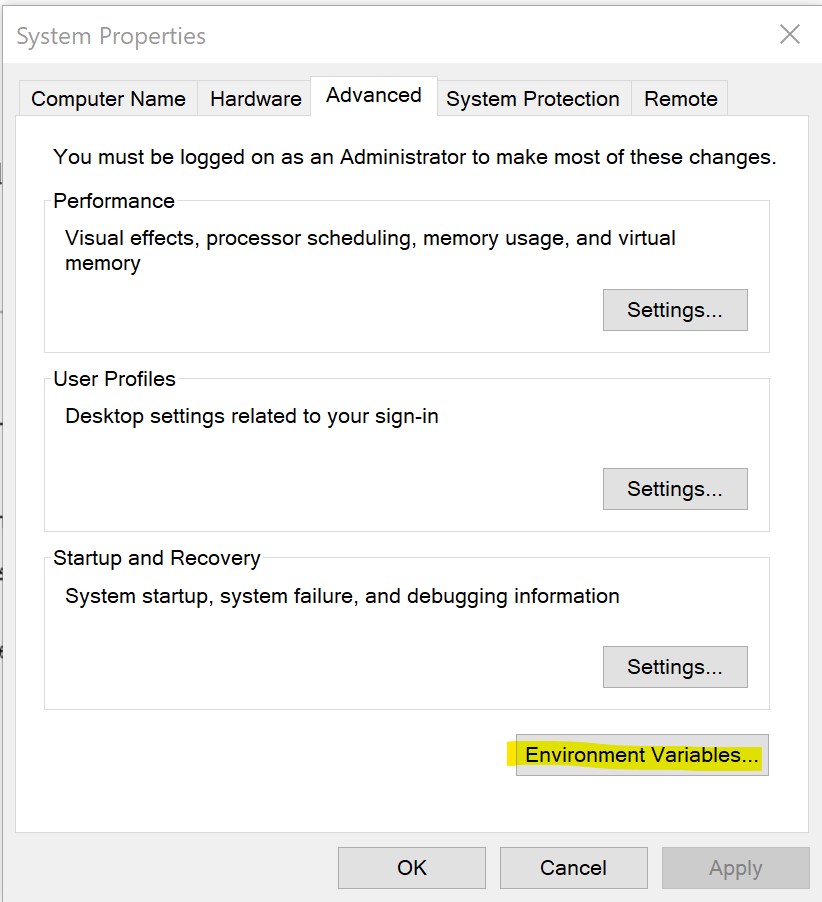 System Properties
Computer Name
Hardware
Advanced
System Protection
Remote
You must be logged on as an Administrator to make most of these changes.
Performance
Visual effects, processor scheduling, memory usage, and virtual
memory
Settings...
User Profiles
Desktop settings related to your sign-in
Settings...
Startup and Recovery
System startup, system failure, and debugging information
Settings...
Environment Variables...
OK
Cancel
Apply